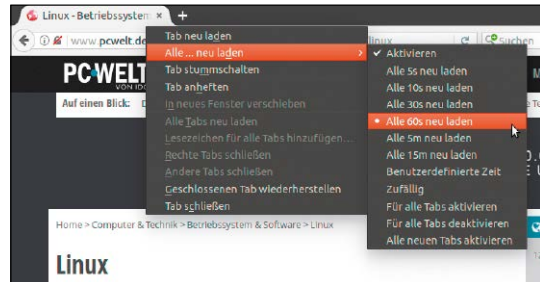 Linux - Betriebssystem
www.pcwelt.de
linux
Suchen
Tab neu laden
Alle ... neu laden
Tab stummschalten
Tab anheften
In neues Fenster verschieben
Alle Tabs neu laden
Lesezeichen für alle Tabs hinzufügen...
Rechte Tabs schließen
Andere Tabs schließen
Geschlossenen Tab wiederherstellen
Tab schließen
Aktivieren
Alle 5s neu laden
Alle 10s neu laden
Alle 30s neu laden
Alle 60s neu laden
Alle 5m neu laden
Alle 15m neu laden
Benutzerdefinierte Zeit
Zufällig
Für alle Tabs aktivieren
Für alle Tabs deaktivieren
Alle neuen Tabs aktivieren
PC WELT
VON IDG
Auf einen Blick:
Home > Computer & Technik > Betriebssystem & Software > Linux
Linux